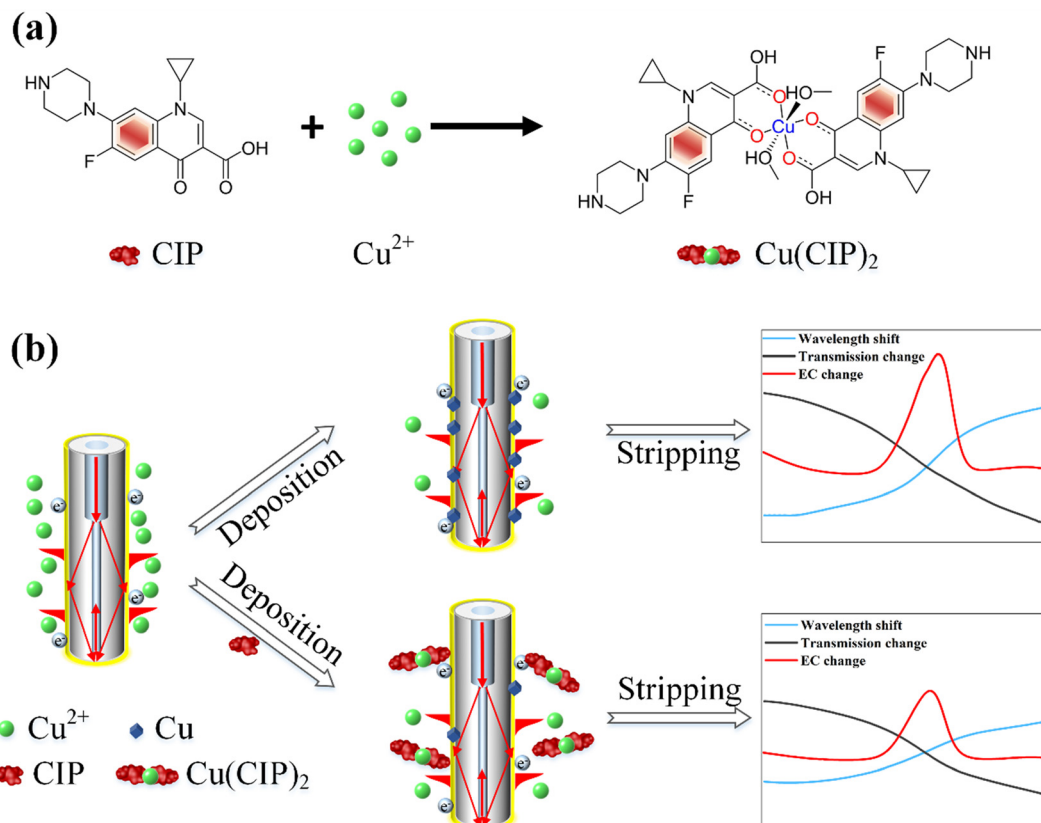 (a)
HN
N
N
F
O
O
OH
+
CIP
Cu2+
OH
F
NH
N
N
O
HO
Cu
O
O
HO
O
N
N
HN
F
OH
Cu(CIP)2
(b)
e-
e-
e-
e-
Deposition
Deposition
e-
e-
e-
e-
Stripping
Wavelength shift
Transmission change
EC change
e-
e-
e-
e-
Stripping
Wavelength shift
Transmission change
EC change
Cu2+
Cu
CIP
Cu(CIP)2